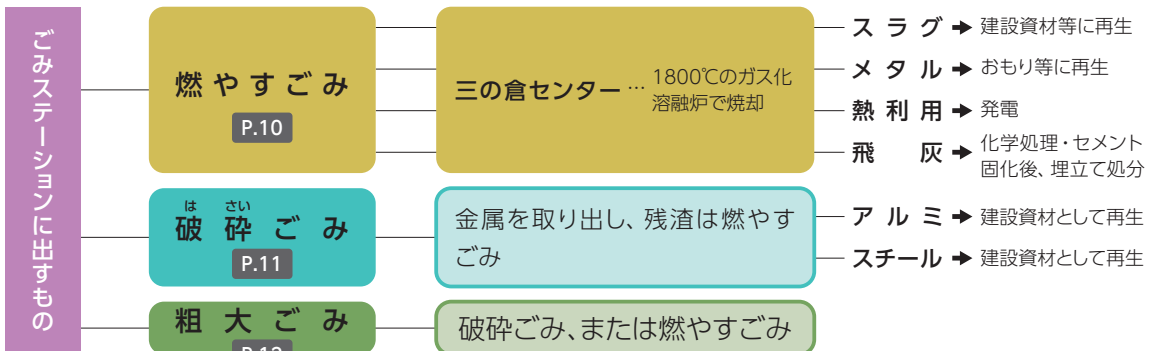 ごみステーションに出すもの
燃やすごみ
P.10
三の倉センター … 1800℃のガス化
溶融炉で焼却
スラグ ➡ 建設資材等に再生
メタル ➡ おもり等に再生
熱利用 ➡ 発電
飛灰 ➡ 化学処理・セメント
固化後、埋立て処分
は さい
破砕ごみ
P.11
金属を取り出し、残渣は燃やす
ごみ
アルミ ➡ 建設資材として再生
スチール ➡ 建設資材として再生
粗大ごみ
破砕ごみ、または燃やすごみ